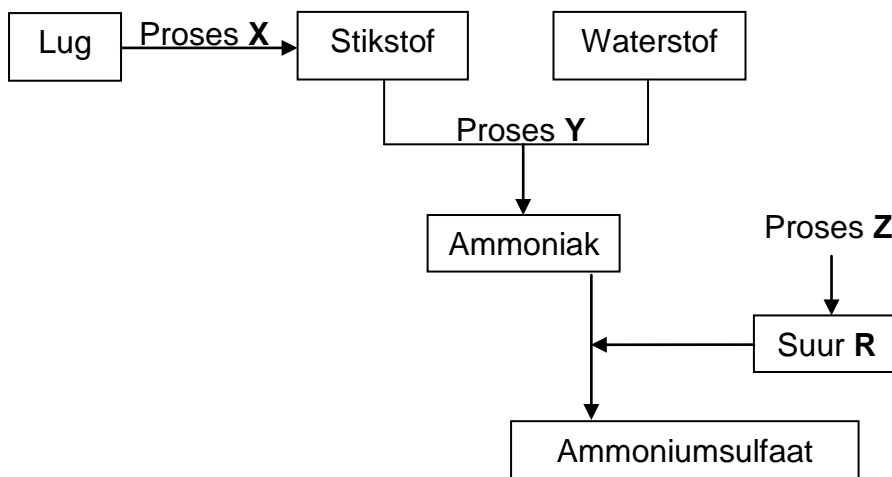 Lug
Proses X
Stikstof
Waterstof
Proses Y
Ammoniak
Proses Z
Suur R
Ammoniumsulfaat